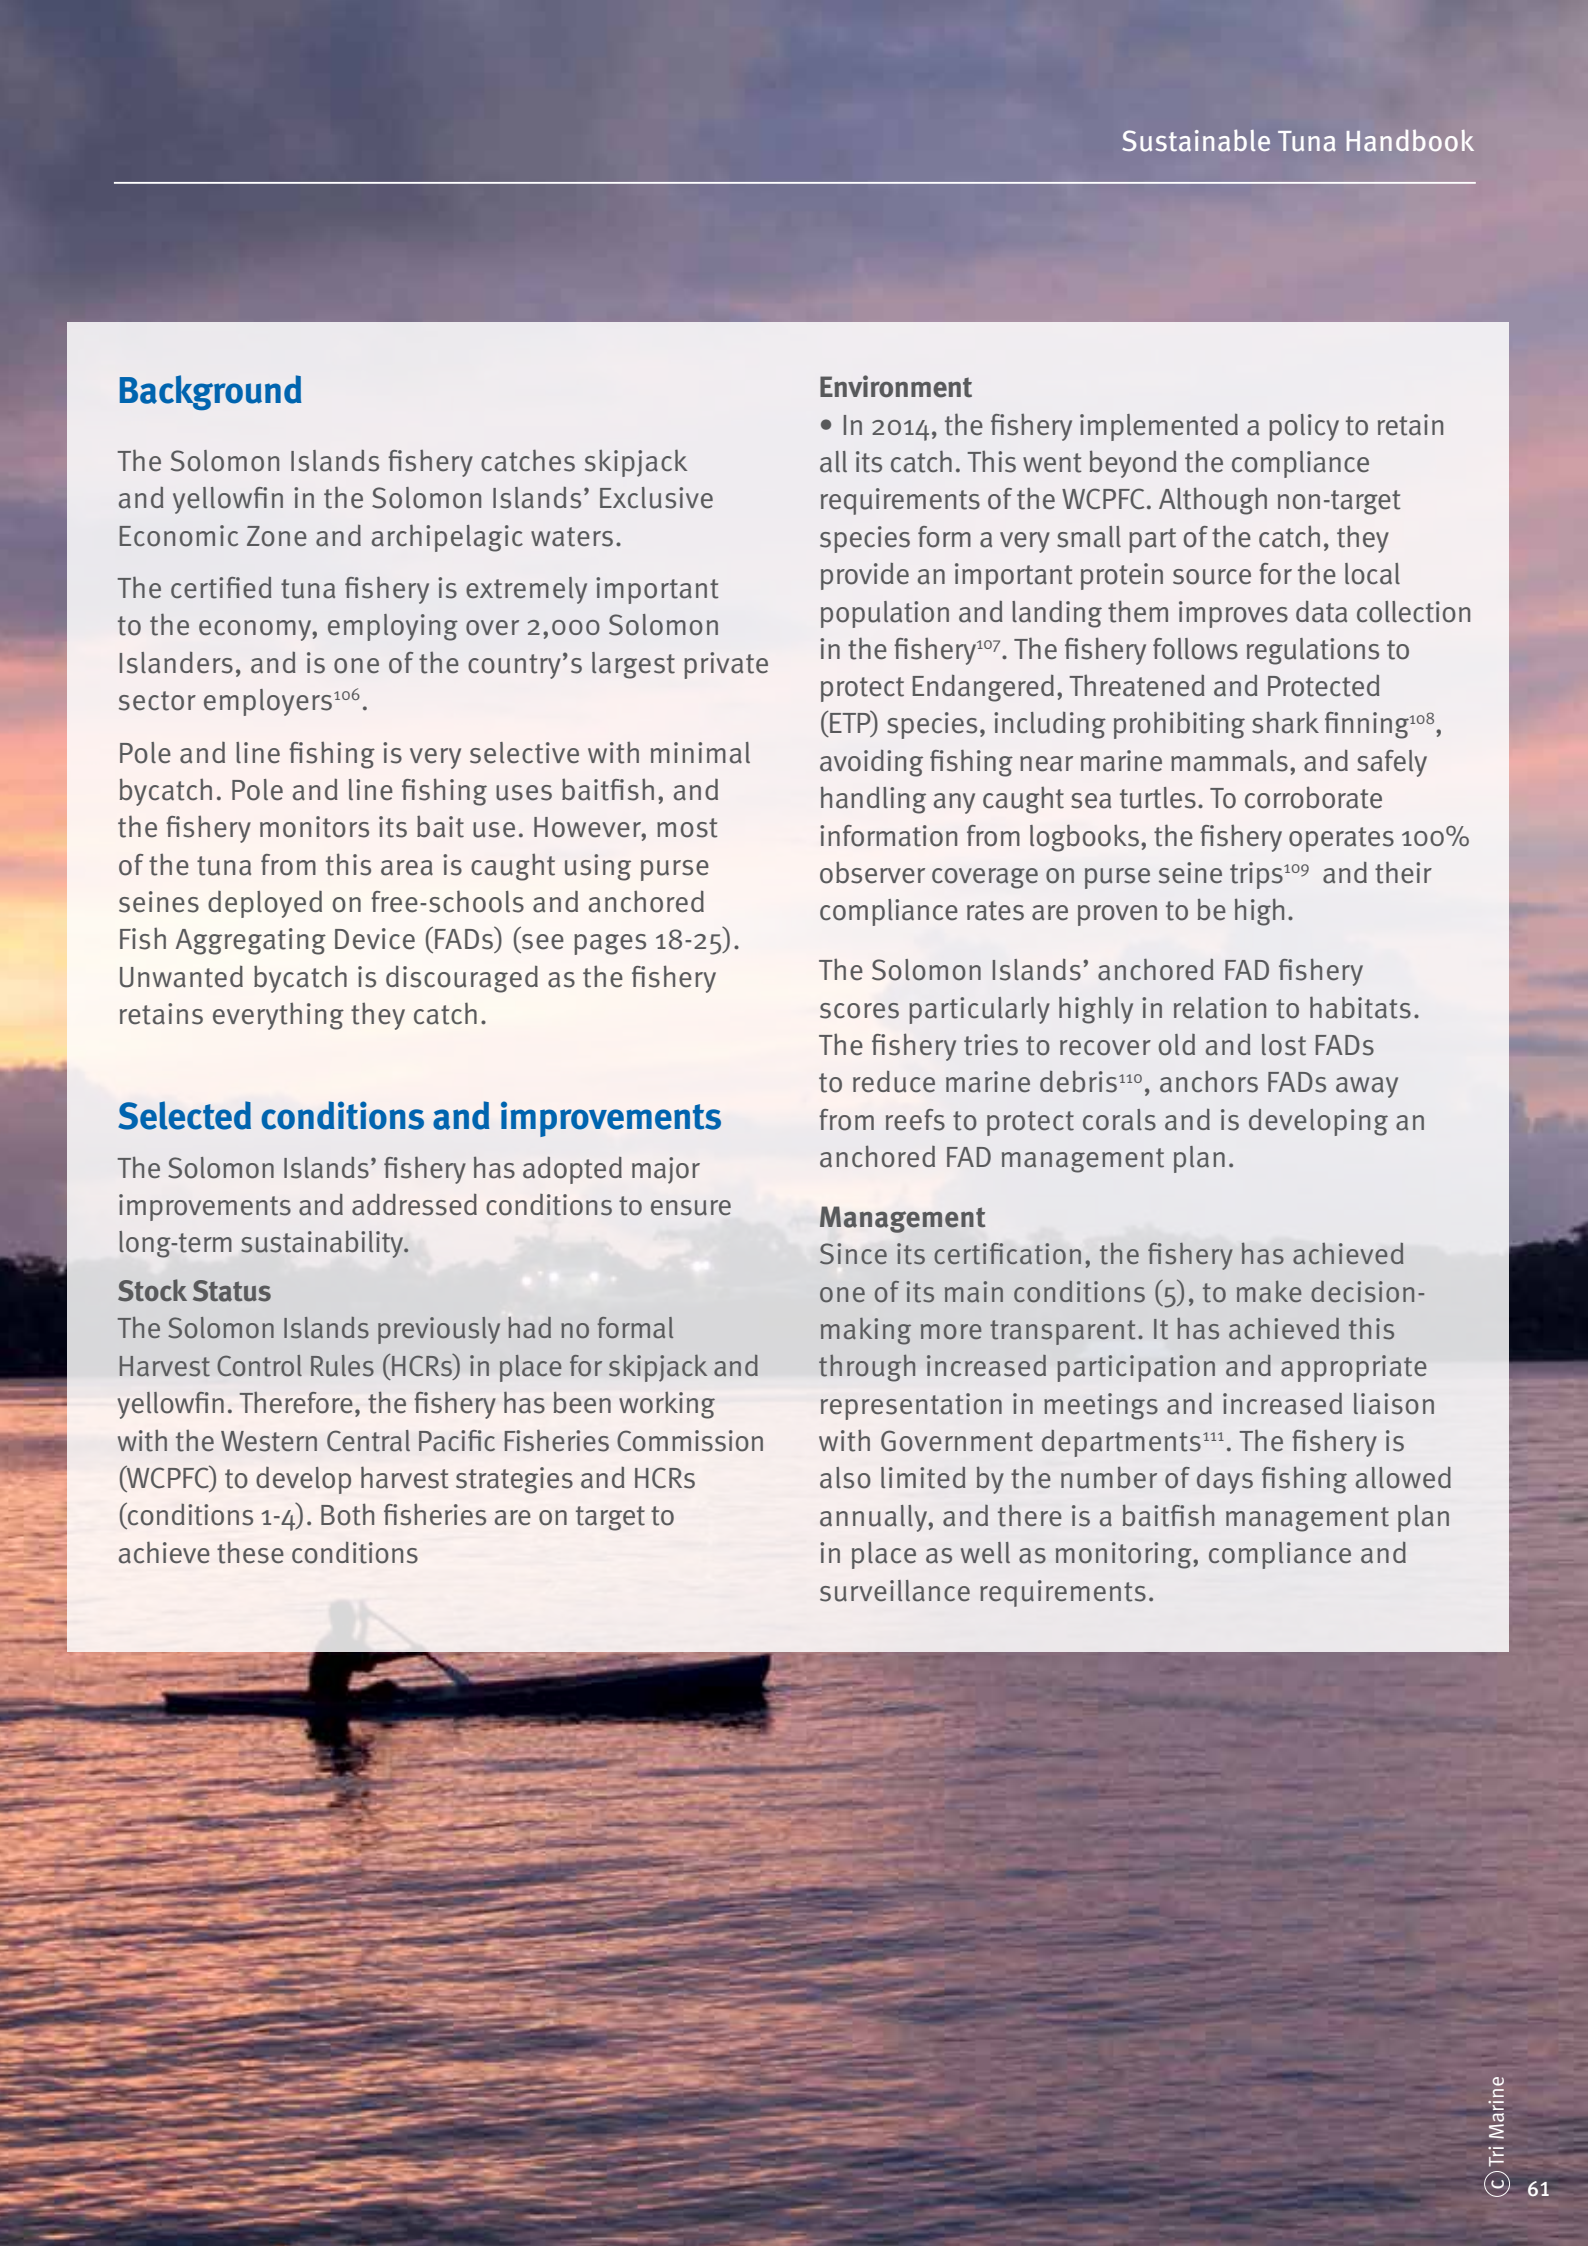 Sustainable Tuna Handbook
Background
The Solomon Islands fishery catches skipjack
and yellowfin in the Solomon Islands’ Exclusive
Economic Zone and archipelagic waters.
The certified tuna fishery is extremely important
to the economy, employing over 2,000 Solomon
Islanders, and is one of the country’s largest private
sector employers¹⁰⁶.
Pole and line fishing is very selective with minimal
bycatch. Pole and line fishing uses baitfish, and
the fishery monitors its bait use. However, most
of the tuna from this area is caught using purse
seines deployed on free-schools and anchored
Fish Aggregating Device (FADs) (see pages 18-25).
Unwanted bycatch is discouraged as the fishery
retains everything they catch.
Selected conditions and improvements
The Solomon Islands’ fishery has adopted major
improvements and addressed conditions to ensure
long-term sustainability.
Stock Status
The Solomon Islands previously had no formal
Harvest Control Rules (HCRs) in place for skipjack and
yellowfin. Therefore, the fishery has been working
with the Western Central Pacific Fisheries Commission
(WCPFC) to develop harvest strategies and HCRs
(conditions 1-4). Both fisheries are on target to
achieve these conditions
Environment
• In 2014, the fishery implemented a policy to retain
all its catch. This went beyond the compliance
requirements of the WCPFC. Although non-target
species form a very small part of the catch, they
provide an important protein source for the local
population and landing them improves data collection
in the fishery¹⁰⁷. The fishery follows regulations to
protect Endangered, Threatened and Protected
(ETP) species, including prohibiting shark finning¹⁰⁸,
avoiding fishing near marine mammals, and safely
handling any caught sea turtles. To corroborate
information from logbooks, the fishery operates 100%
observer coverage on purse seine trips¹⁰⁹ and their
compliance rates are proven to be high.
The Solomon Islands’ anchored FAD fishery
scores particularly highly in relation to habitats.
The fishery tries to recover old and lost FADs
to reduce marine debris¹¹⁰, anchors FADs away
from reefs to protect corals and is developing an
anchored FAD management plan.
Management
Since its certification, the fishery has achieved
one of its main conditions (5), to make decision-
making more transparent. It has achieved this
through increased participation and appropriate
representation in meetings and increased liaison
with Government departments¹¹¹. The fishery is
also limited by the number of days fishing allowed
annually, and there is a baitfish management plan
in place as well as monitoring, compliance and
surveillance requirements.
© Tri Marine
61